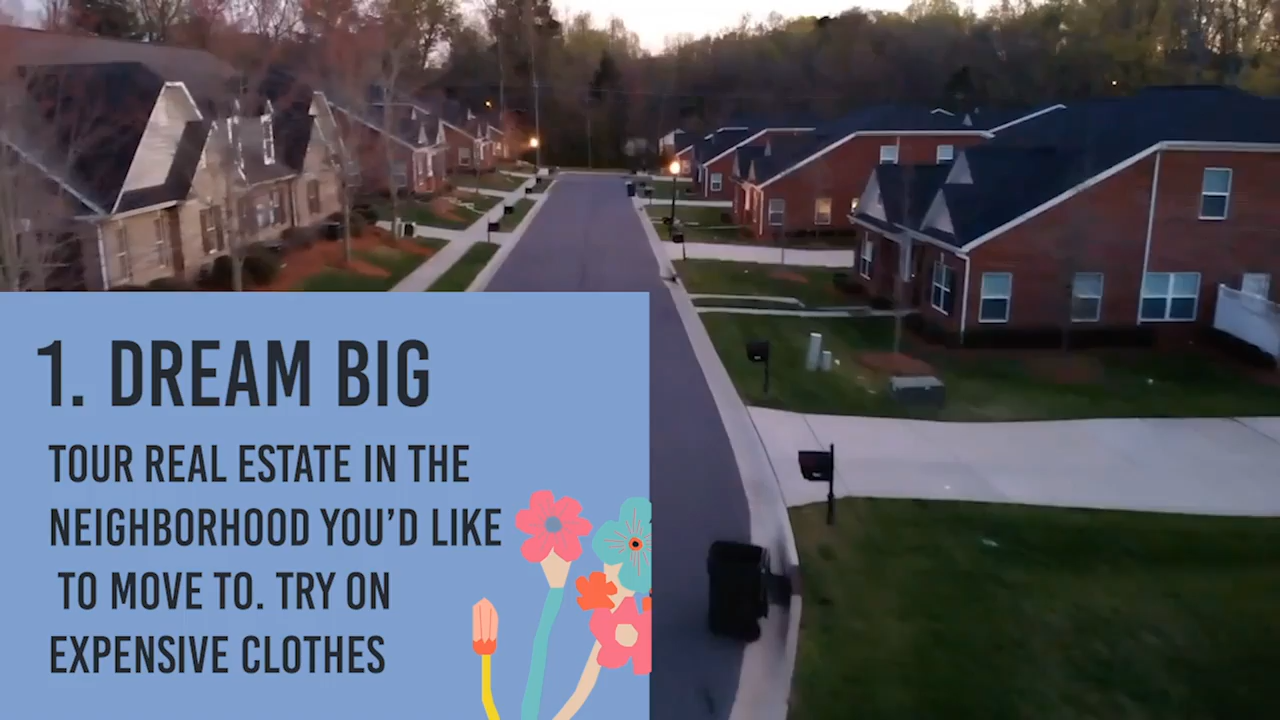 1. DREAM BIG
TOUR REAL ESTATE IN THE
NEIGHBORHOOD YOU'D LIKE
TO MOVE TO. TRY ON
EXPENSIVE CLOTHES